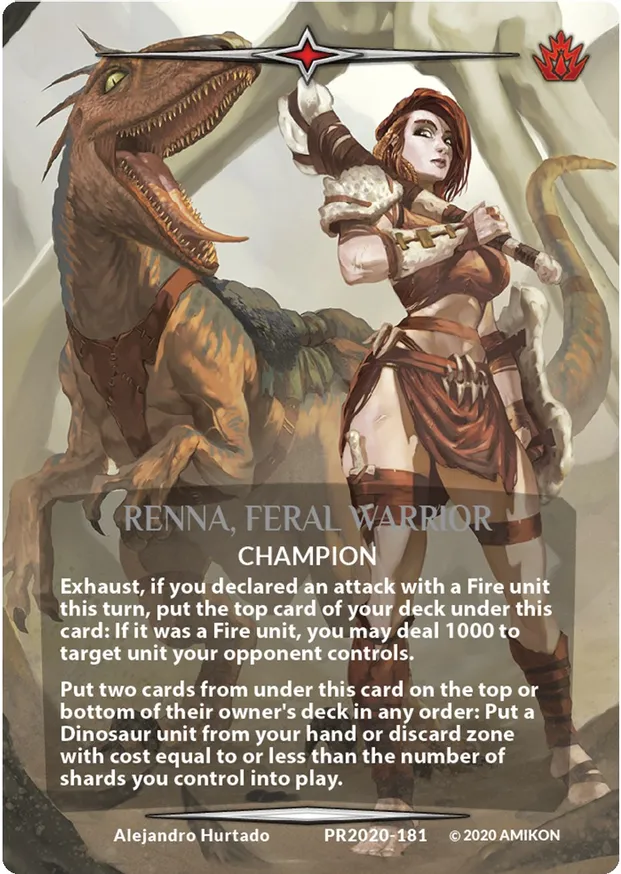 RENNA, FERAL WARRIOR
CHAMPION
Exhaust, if you declared an attack with a Fire unit
this turn, put the top card of your deck under this
card: If it was a Fire unit, you may deal 1000 to
target unit your opponent controls.
Put two cards from under this card on the top or
bottom of their owner's deck in any order: Put a
Dinosaur unit from your hand or discard zone
with cost equal to or less than the number of
shards you control into play.
Alejandro Hurtado PR2020-181 © 2020 AMIKON